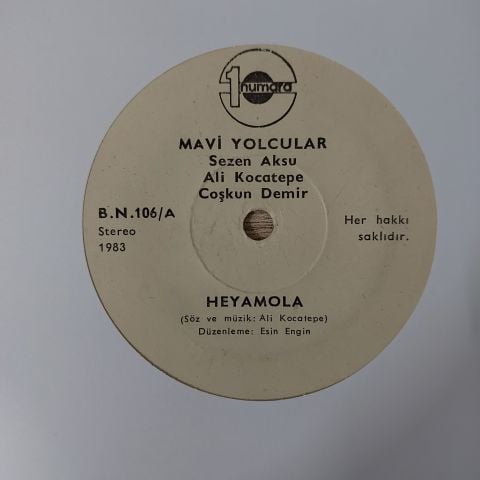 1 numara
MAVİ YOLCULAR
Sezen Aksu
Ali Kocatepe
Coşkun Demir
B.N.106/A
Stereo
1983
Her hakkı
saklıdır.
HEYAMOLA
(Söz ve müzik: Ali Kocatepe)
Düzenleme: Esin Engin